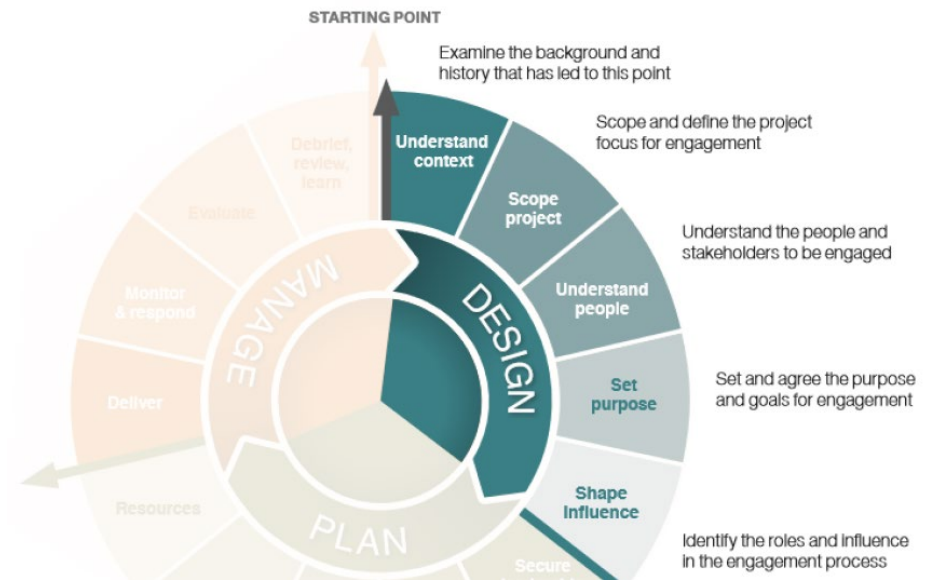 STARTING POINT
Examine the background and
history that has led to this point
Understand
context
Scope and define the project
focus for engagement
Scope
project
Understand the people and
stakeholders to be engaged
Understand
people
Set and agree the purpose
and goals for engagement
Set
purpose
Shape
Influence
Identify the roles and influence
in the engagement process
DESIGN
PLAN
Secure
Resources
MANAGE
Deliver
Monitor
& respond
Evaluate
Debrief,
review,
learn